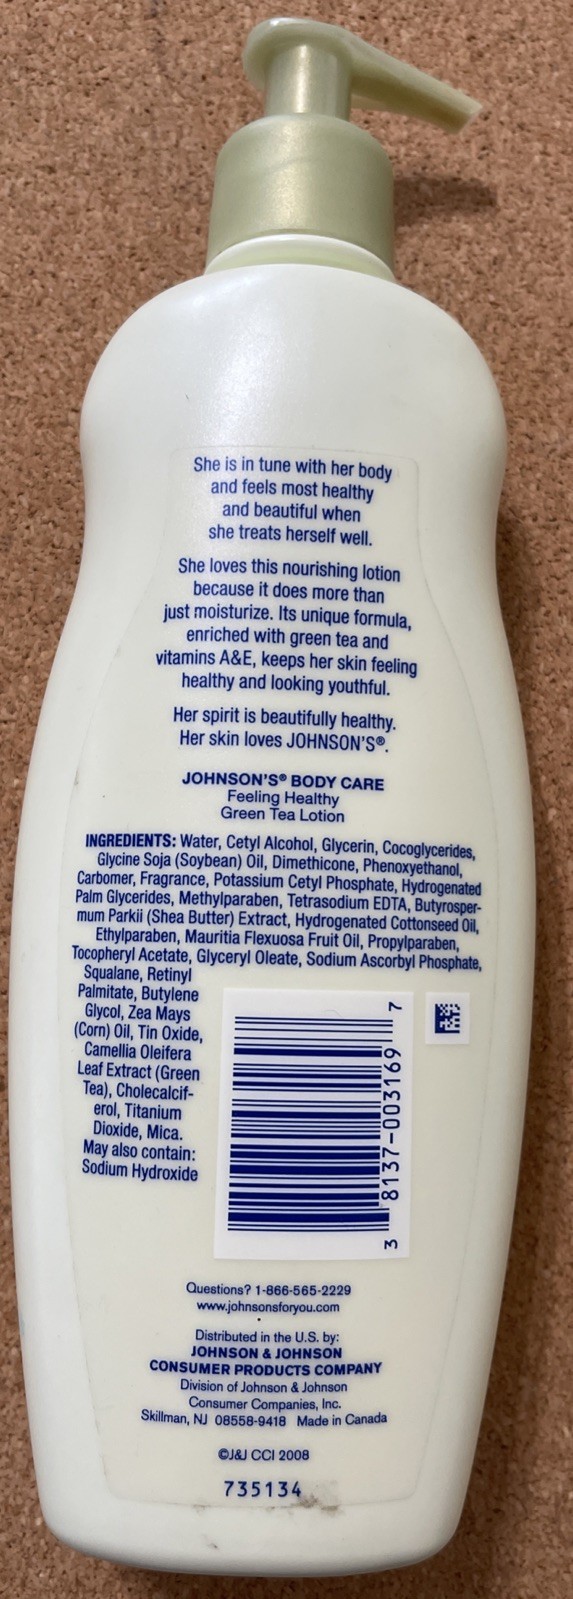 She is in tune with her body
and feels most healthy
and beautiful when
she treats herself well.
She loves this nourishing lotion
because it does more than
just moisturize. Its unique formula,
enriched with green tea and
vitamins A&E, keeps her skin feeling
healthy and looking youthful.
Her spirit is beautifully healthy.
Her skin loves JOHNSON'S®.
JOHNSON'S® BODY CARE
Feeling Healthy
Green Tea Lotion
INGREDIENTS: Water, Cetyl Alcohol, Glycerin, Cocoglycerides,
Glycine Soja (Soybean) Oil, Dimethicone, Phenoxyethanol,
Carbomer, Fragrance, Potassium Cetyl Phosphate, Hydrogenated
Palm Glycerides, Methylparaben, Tetrasodium EDTA, Butyrosper-
mum Parkii (Shea Butter) Extract, Hydrogenated Cottonseed Oil,
Ethylparaben, Mauritia Flexuosa Fruit Oil, Propylparaben,
Tocopheryl Acetate, Glyceryl Oleate, Sodium Ascorbyl Phosphate,
Squalane, Retinyl
Palmitate, Butylene
Glycol, Zea Mays
(Corn) Oil, Tin Oxide,
Camellia Oleifera
Leaf Extract (Green
Tea), Cholecalcif-
erol, Titanium
Dioxide, Mica.
May also contain:
Sodium Hydroxide
3 8137-003169 7
Questions? 1-866-565-2229
www.johnsonsforyou.com
Distributed in the U.S. by:
JOHNSON & JOHNSON
CONSUMER PRODUCTS COMPANY
Division of Johnson & Johnson
Consumer Companies, Inc.
Skillman, NJ 08558-9418 Made in Canada
©J&J CCI 2008
735134